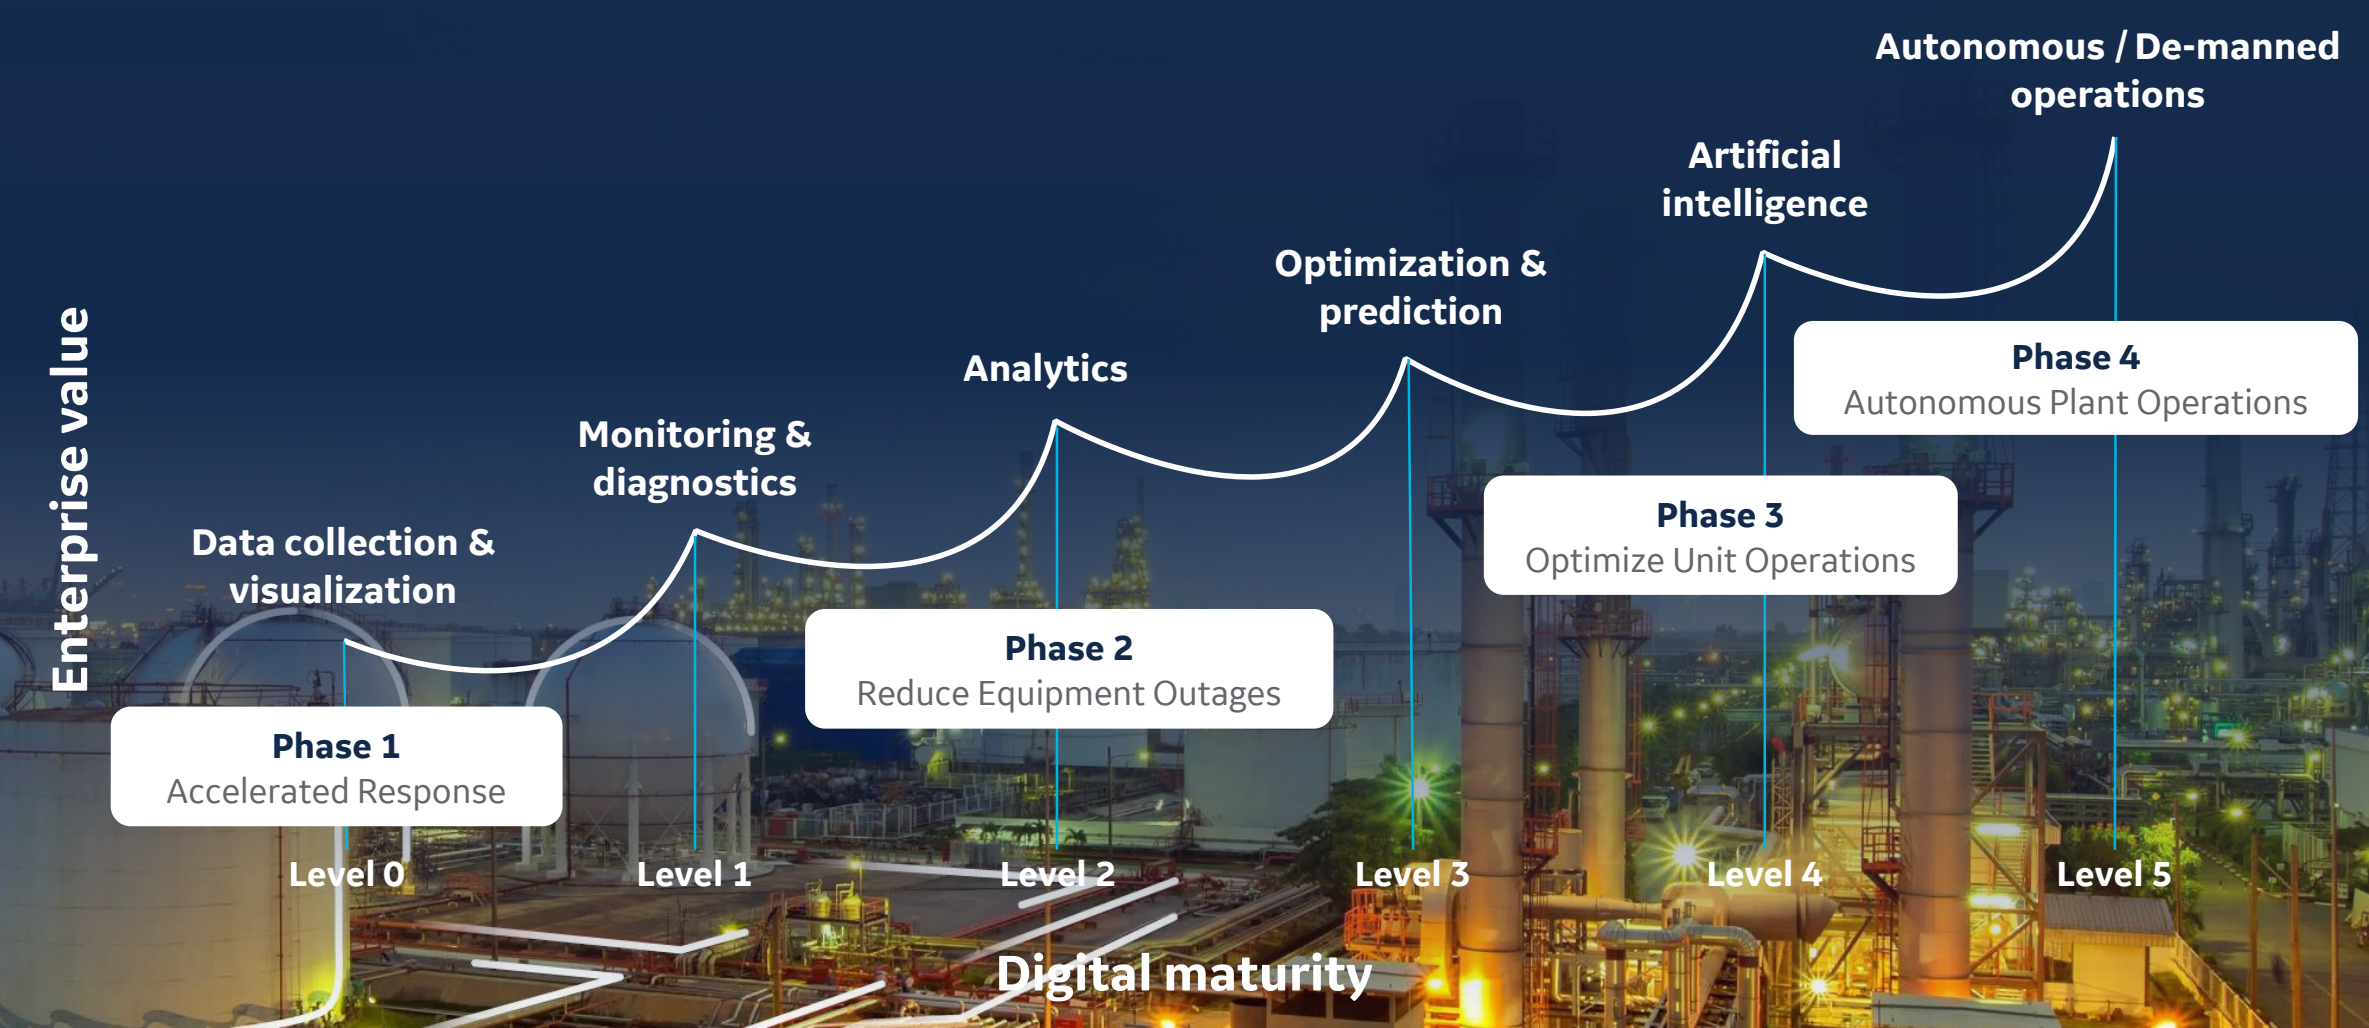 Autonomous / De-manned
operations
Artificial
intelligence
Optimization &
prediction
Analytics
Monitoring &
diagnostics
Data collection &
visualization
Enterprise value
Phase 4
Autonomous Plant Operations
Phase 3
Optimize Unit Operations
Phase 2
Reduce Equipment Outages
Phase 1
Accelerated Response
Level 0
Level 1
Level 2
Level 3
Level 4
Level 5
Digital maturity